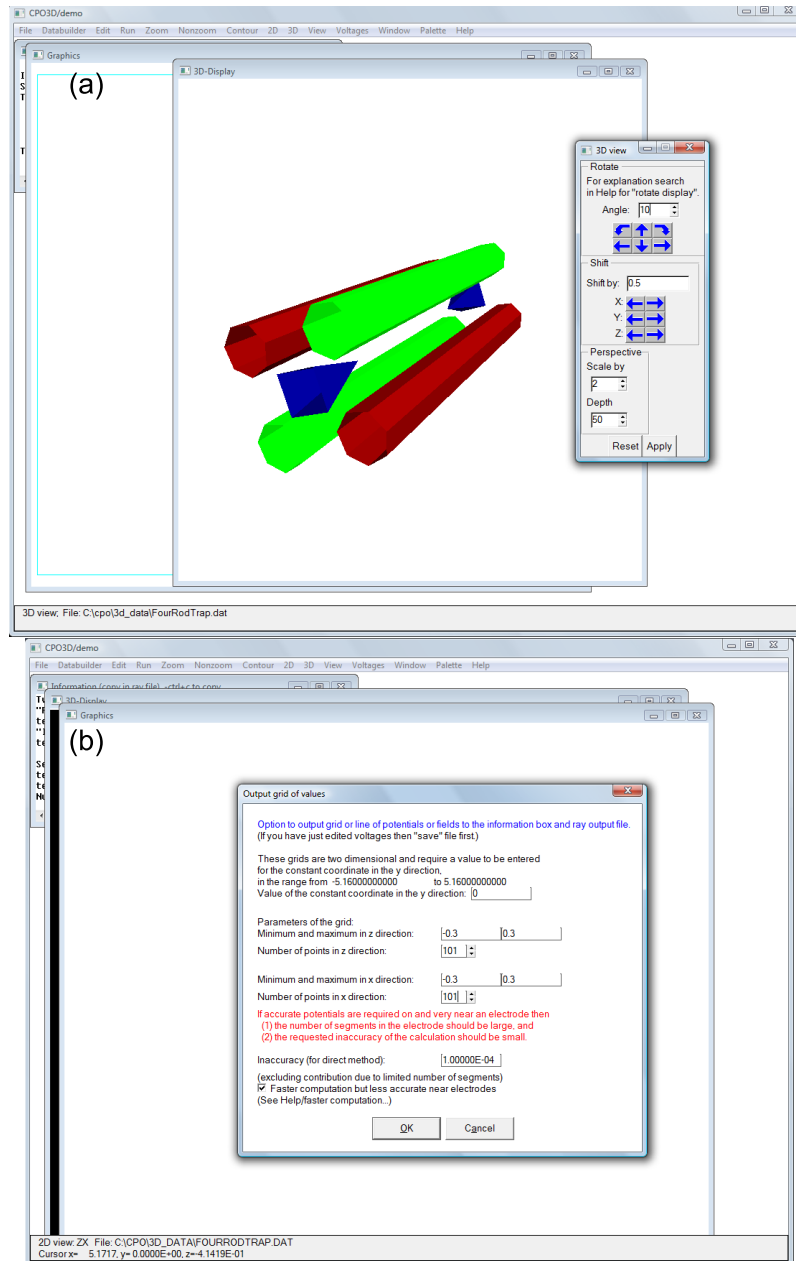 CPO3D/demo
File Databuilder Edit Run Zoom Nonzoom Contour 2D 3D View Voltages Window Palette Help
Graphics
(a)
3D-Display
3D view
Rotate
For explanation search
in Help for "rotate display".
Angle: 10
Shift
Shift by: 0.5
X:
Y:
Z:
Perspective
Scale by
2
Depth
50
Reset Apply
3D view; File: C:\cpo\3d_data\FourRodTrap.dat
CPO3D/demo
File Databuilder Edit Run Zoom Nonzoom Contour 2D 3D View Voltages Window Palette Help
Information (copy in ray file) -ctrl+c to copy
3D-Display
Graphics
(b)
Output grid of values
Option to output grid or line of potentials or fields to the information box and ray output file.
(If you have just edited voltages then "save" file first.)
These grids are two dimensional and require a value to be entered
for the constant coordinate in the y direction,
in the range from -5.16000000000 to 5.16000000000
Value of the constant coordinate in the y direction: 0
Parameters of the grid:
Minimum and maximum in z direction: -0.3 0.3
Number of points in z direction: 101
Minimum and maximum in x direction: -0.3 0.3
Number of points in x direction: 101
If accurate potentials are required on and very near an electrode then
(1) the number of segments in the electrode should be large, and
(2) the requested inaccuracy of the calculation should be small.
Inaccuracy (for direct method): 1.00000E-04
(excluding contribution due to limited number of segments)
Faster computation but less accurate near electrodes
(See Help/faster computation...)
OK Cancel
2D view: ZX File: C:\CPO\3D_DATA\FOURRODTRAP.DAT
Cursor x= 5.1717, y= 0.0000E+00, z=-4.1419E-01